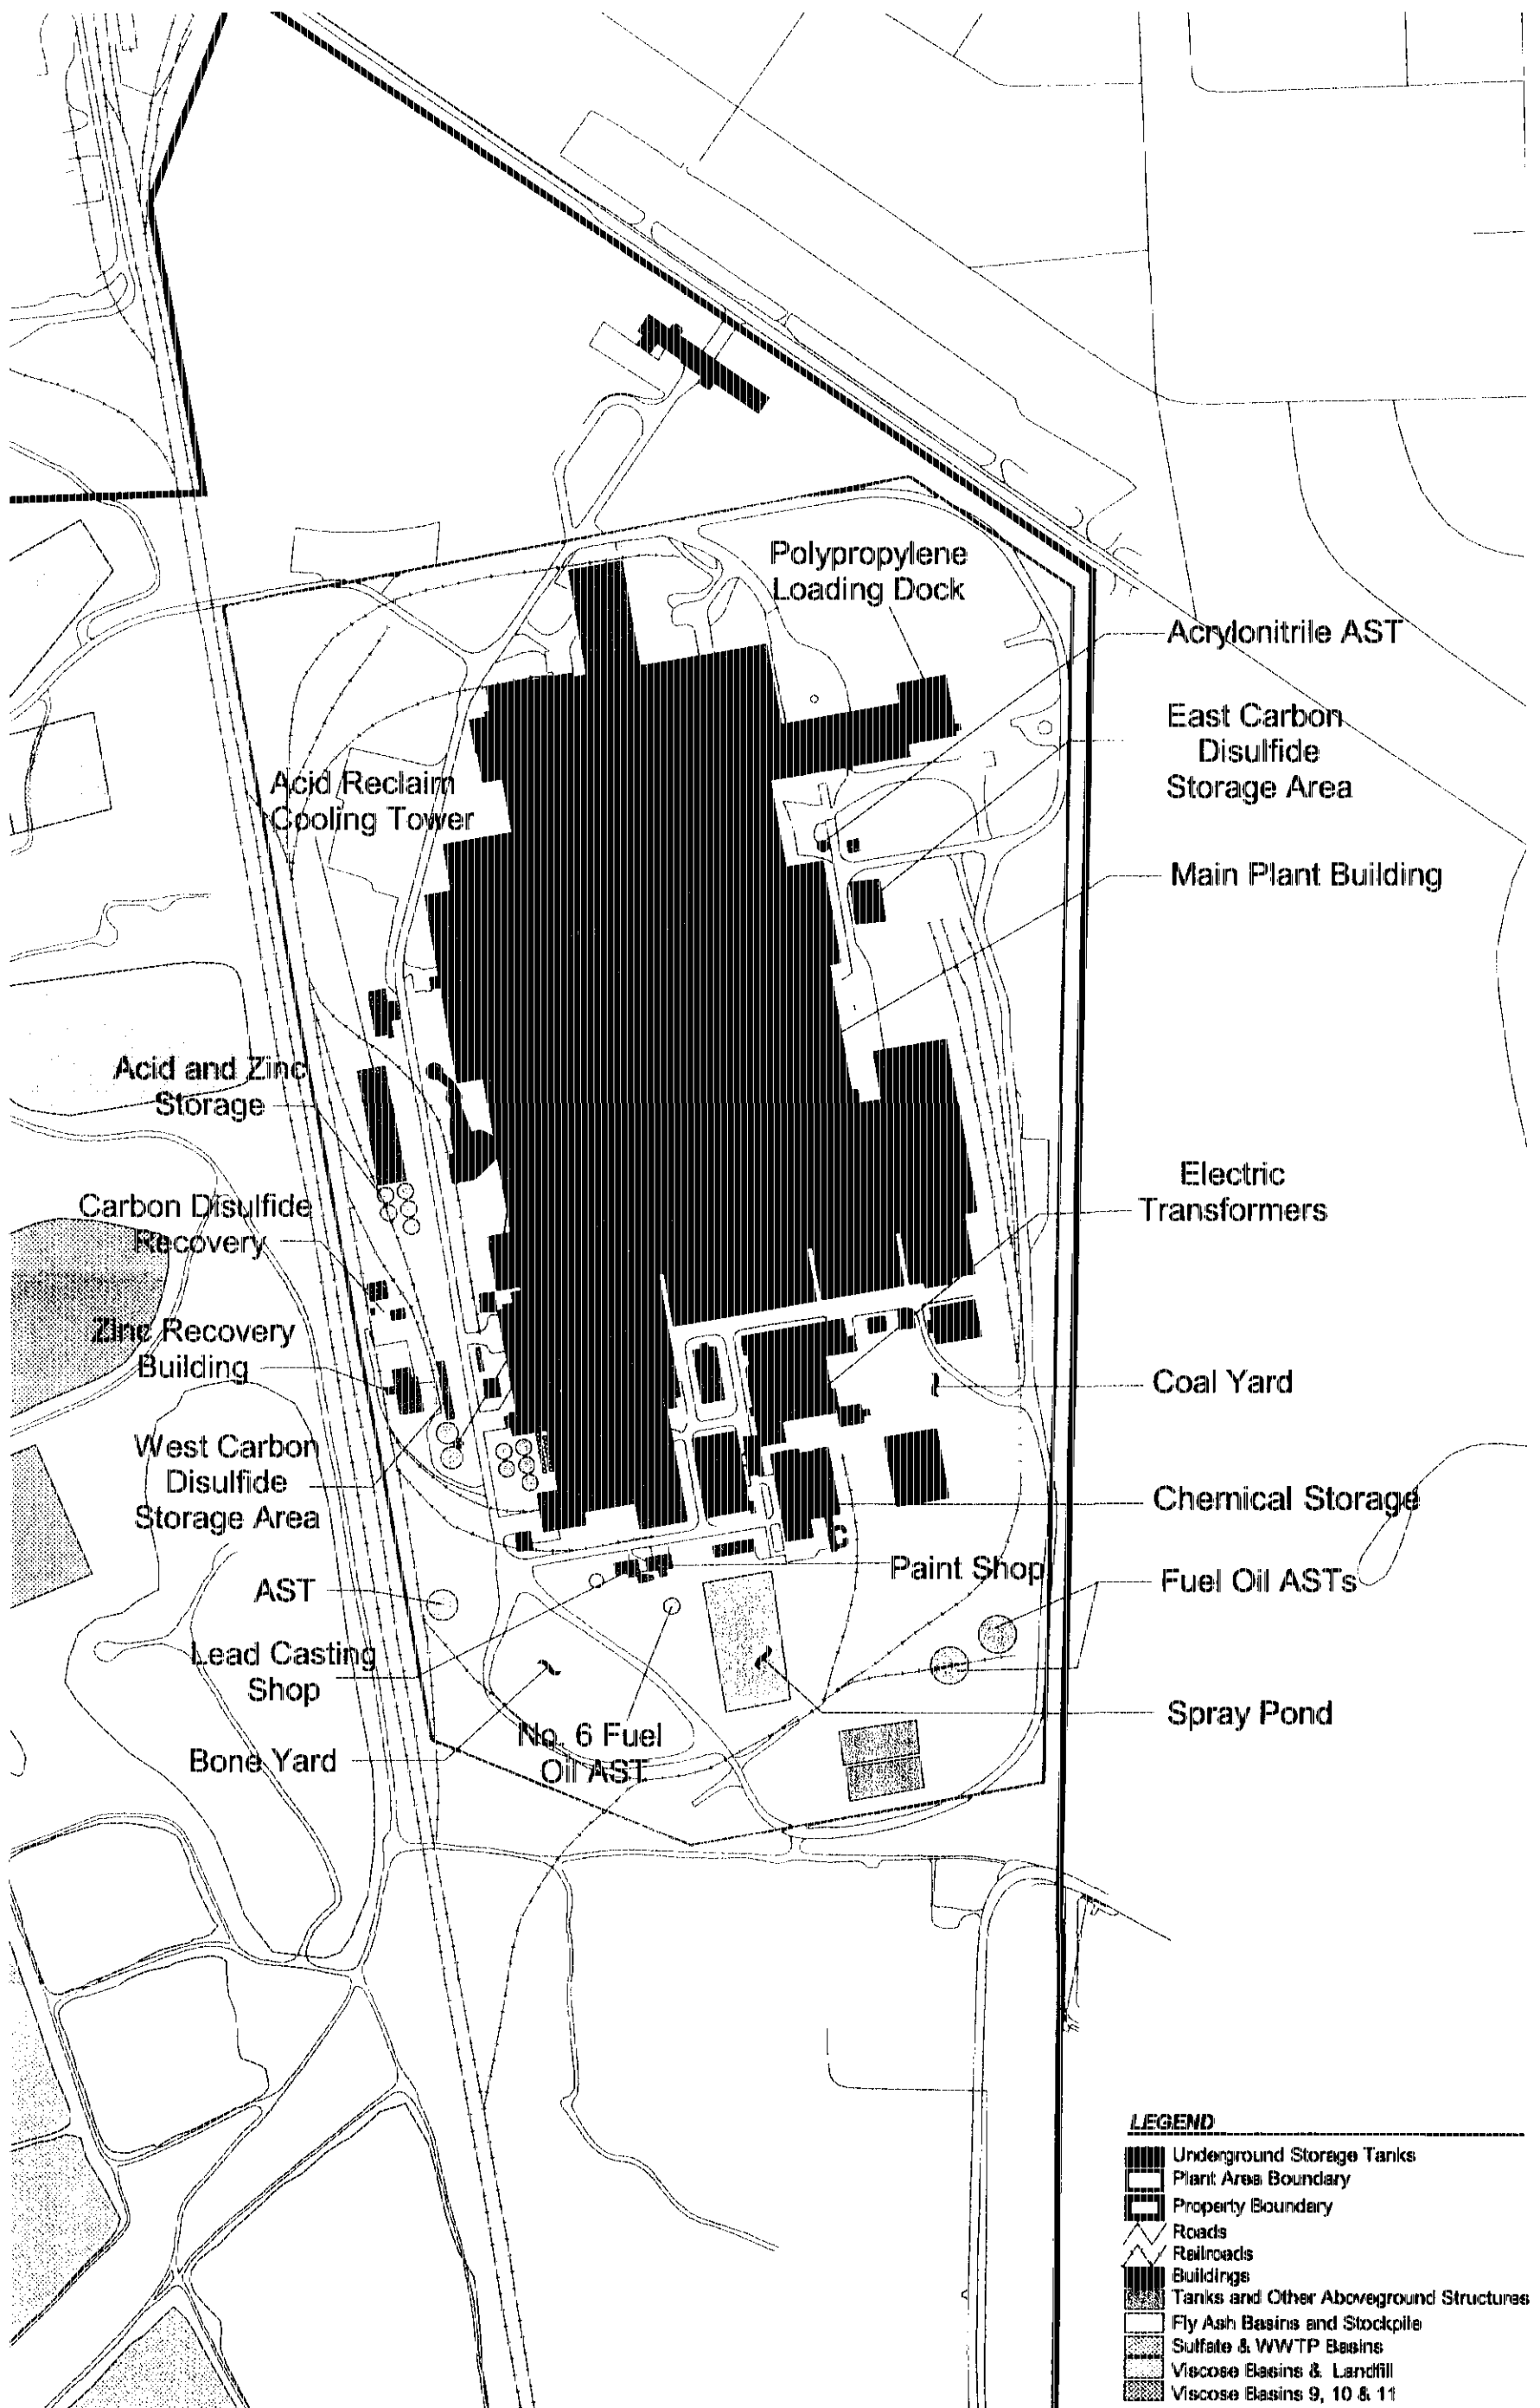 Polypropylene
Loading Dock
Acrylonitrile AST
East Carbon
Disulfide
Storage Area
Acid Reclaim
Cooling Tower
Main Plant Building
Acid and Zinc
Storage
Electric
Transformers
Carbon Disulfide
Recovery
Zinc Recovery
Building
Coal Yard
West Carbon
Disulfide
Storage Area
Chemical Storage
Paint Shop
Fuel Oil ASTs
AST
Lead Casting
Shop
Spray Pond
No. 6 Fuel
Oil AST
Bone Yard
LEGEND
Underground Storage Tanks
Plant Area Boundary
Property Boundary
Roads
Railroads
Buildings
Tanks and Other Aboveground Structures
Fly Ash Basins and Stockpile
Sulfate & WWTP Basins
Viscose Basins & Landfill
Viscose Basins 9, 10 & 11